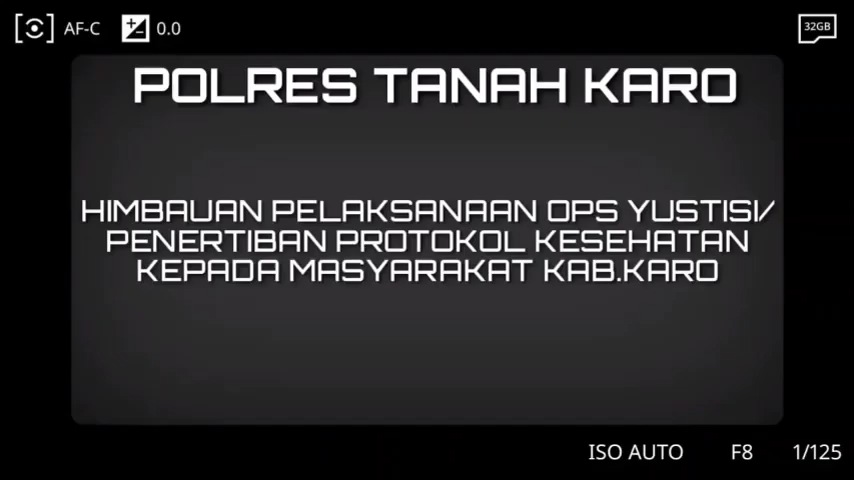 AF-C 0.0 32GB
POLRES TANAH KARO
HIMBAUAN PELAKSANAAN OPS YUSTISI/
PENERTIBAN PROTOKOL KESEHATAN
KEPADA MASYARAKAT KAB.KARO
ISO AUTO F8 1/125